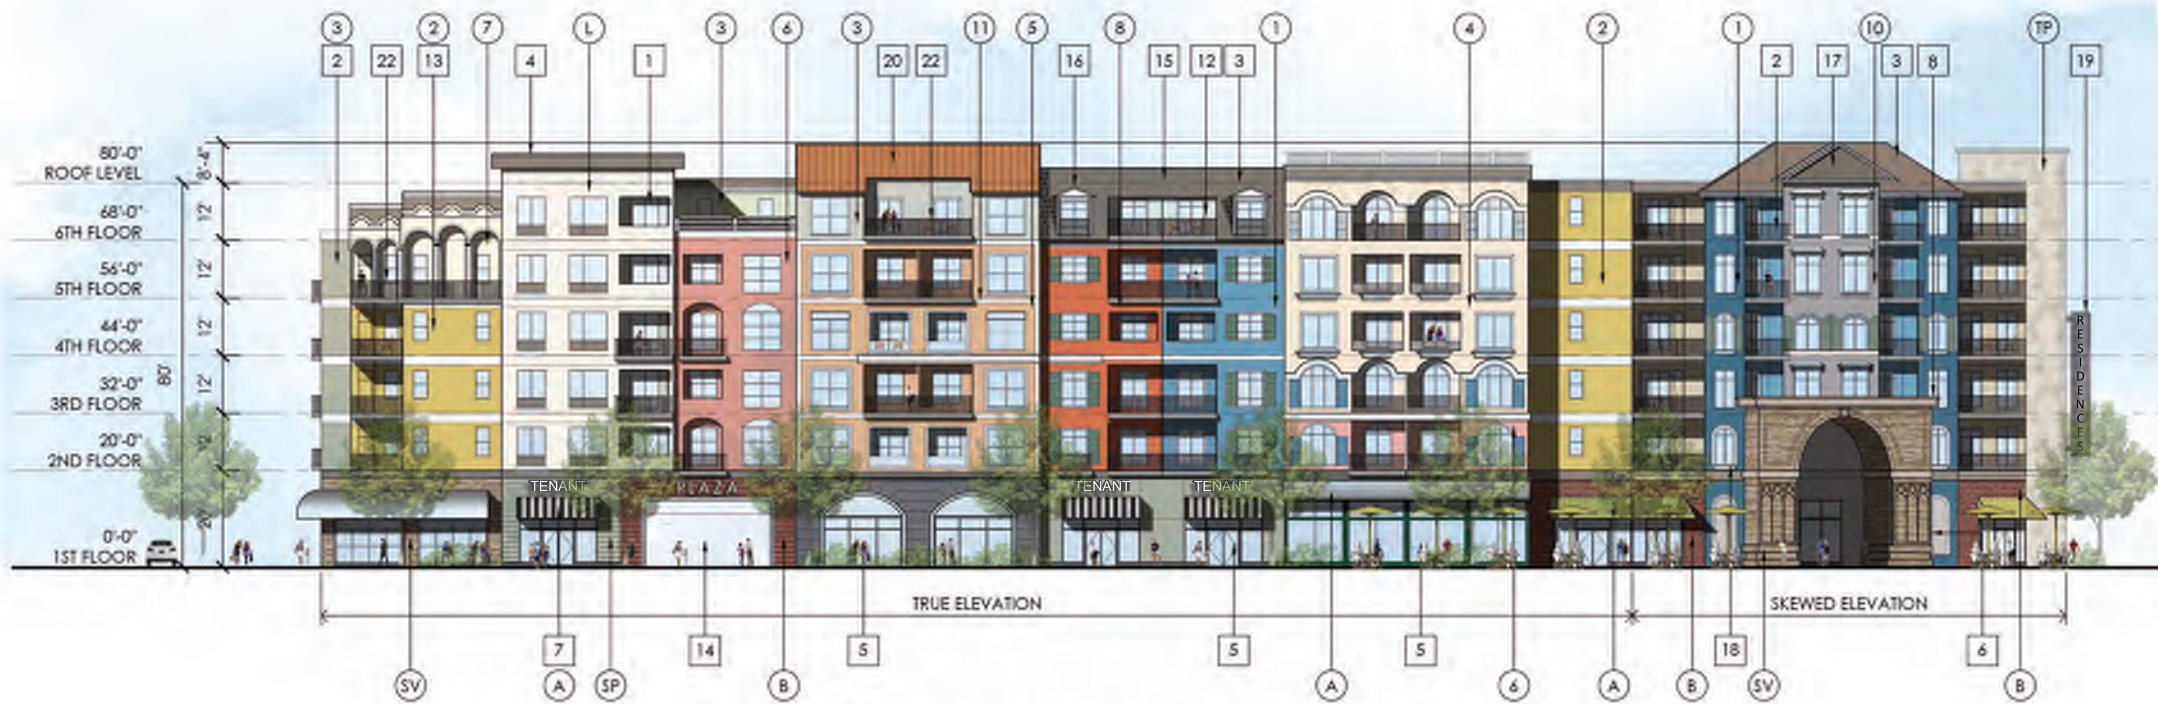 3 2 7 L 3 6 3 11 5 8 1 4 2 1 10 TP
2 22 13 4 1 20 22 16 15 12 3 2 17 3 8 19
80'-0"
ROOF LEVEL
8'-4"
68'-0"
6TH FLOOR
12'
56'-0"
5TH FLOOR
12'
44'-0"
4TH FLOOR
12'
80'
32'-0"
3RD FLOOR
12'
20'-0"
2ND FLOOR
12'
0'-0"
1ST FLOOR
20'
RESIDENCES
TENANT
PLAZA
TENANT
TENANT
TRUE ELEVATION
SKEWED ELEVATION
7 14 5 5 5 18 6
SV A SP B A 6 A B SV B